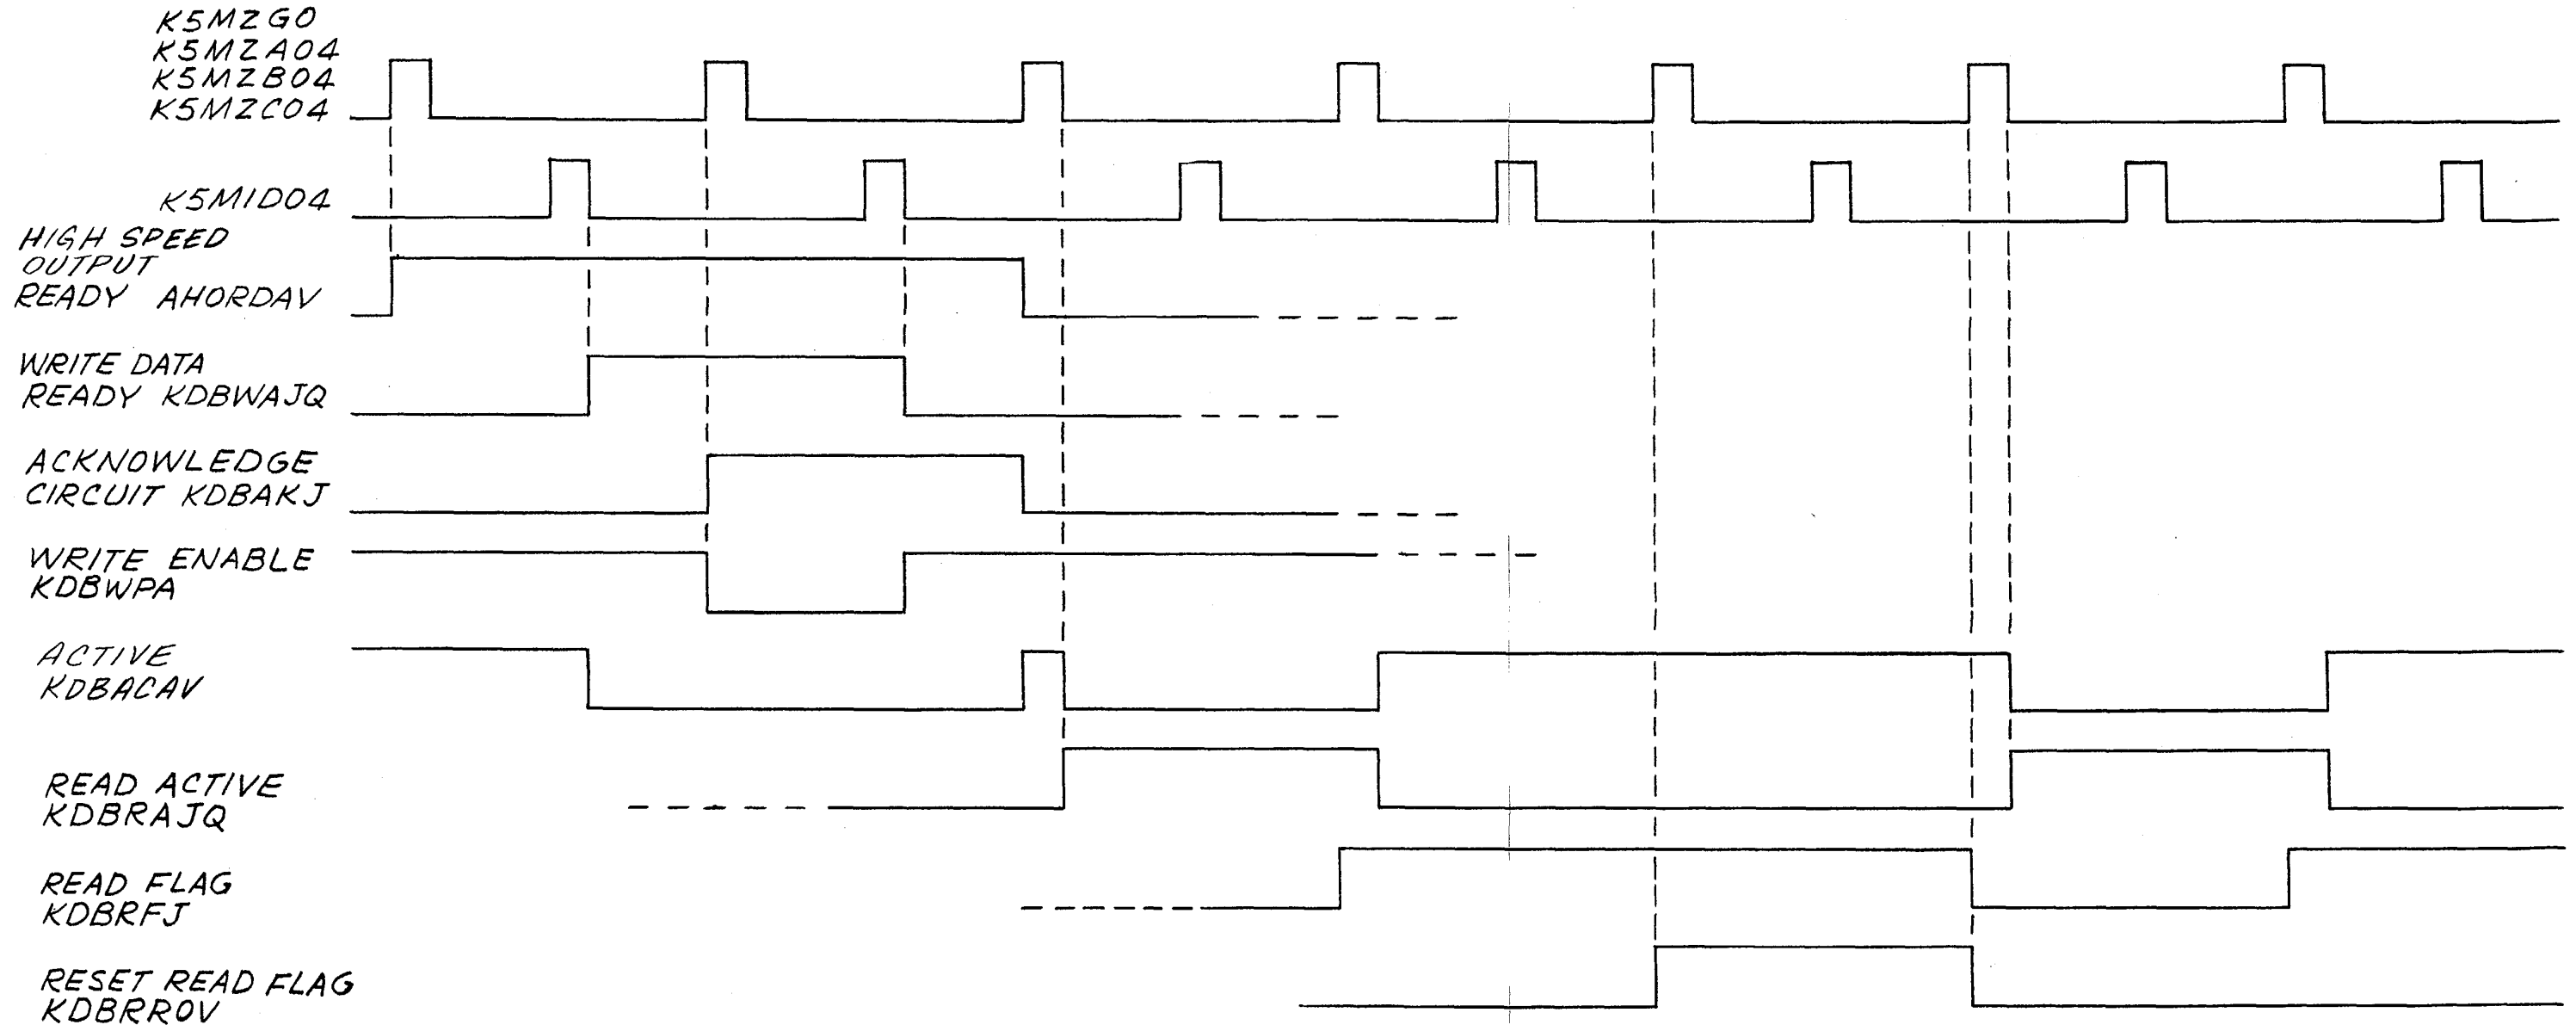 K5MZG0
K5MZA04
K5MZB04
K5MZC04
K5MID04
HIGH SPEED
OUTPUT
READY AHORDAV
WRITE DATA
READY KDBWAJQ
ACKNOWLEDGE
CIRCUIT KDBAKJ
WRITE ENABLE
KDBWPA
ACTIVE
KDBACAV
READ ACTIVE
KDBRAJQ
READ FLAG
KDBRFJ
RESET READ FLAG
KDBRROV